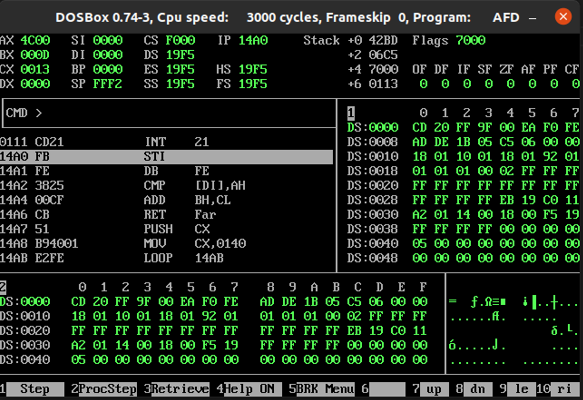 DOSBox 0.74-3, Cpu speed: 3000 cycles, Frameskip 0, Program: AFD
AX 4C00 SI 0000 CS F000 IP 14A0 Stack +0 42BD Flags 7000
BX 000D DI 0000 DS 19F5 +2 06C5
CX 0013 BP 0000 ES 19F5 HS 19F5 +4 7000 OF DF IF SF ZF AF PF CF
DX 0000 SP FFF2 SS 19F5 FS 19F5 +6 0113 0 0 0 0 0 0 0 0
CMD >
0111 CD21 INT 21
14A0 FB STI
14A1 FE DB FE
14A2 3825 CMP [DI],AH
14A4 00CF ADD BH,CL
14A6 CB RET Far
14A7 51 PUSH CX
14A8 B94001 MOV CX,0140
14AB E2FE LOOP 14AB
1 0 1 2 3 4 5 6 7
DS:0000 CD 20 FF 9F 00 EA F0 FE
DS:0008 AD DE 1B 05 C5 06 00 00
DS:0010 18 01 10 01 18 01 92 01
DS:0018 01 01 01 00 02 FF FF FF
DS:0020 FF FF FF FF FF FF FF FF
DS:0028 FF FF FF FF EB 19 C0 11
DS:0030 A2 01 14 00 18 00 F5 19
DS:0038 FF FF FF FF 00 00 00 00
DS:0040 05 00 00 00 00 00 00 00
DS:0048 00 00 00 00 00 00 00 00
2 0 1 2 3 4 5 6 7 8 9 A B C D E F
DS:0000 CD 20 FF 9F 00 EA F0 FE AD DE 1B 05 C5 06 00 00 = ƒ.Ω≡■ ¡▐..┼...
DS:0010 18 01 10 01 18 01 92 01 01 01 01 00 02 FF FF FF ......Æ. .....
DS:0020 FF FF FF FF FF FF FF FF FF FF FF FF EB 19 C0 11 δ.└.
DS:0030 A2 01 14 00 18 00 F5 19 FF FF FF FF 00 00 00 00 ó.....⌡. ....
DS:0040 05 00 00 00 00 00 00 00 00 00 00 00 00 00 00 00 ........ ........
1 Step 2 ProcStep 3 Retrieve 4 Help ON 5 BRK Menu 6 7 up 8 dn 9 le 10 ri